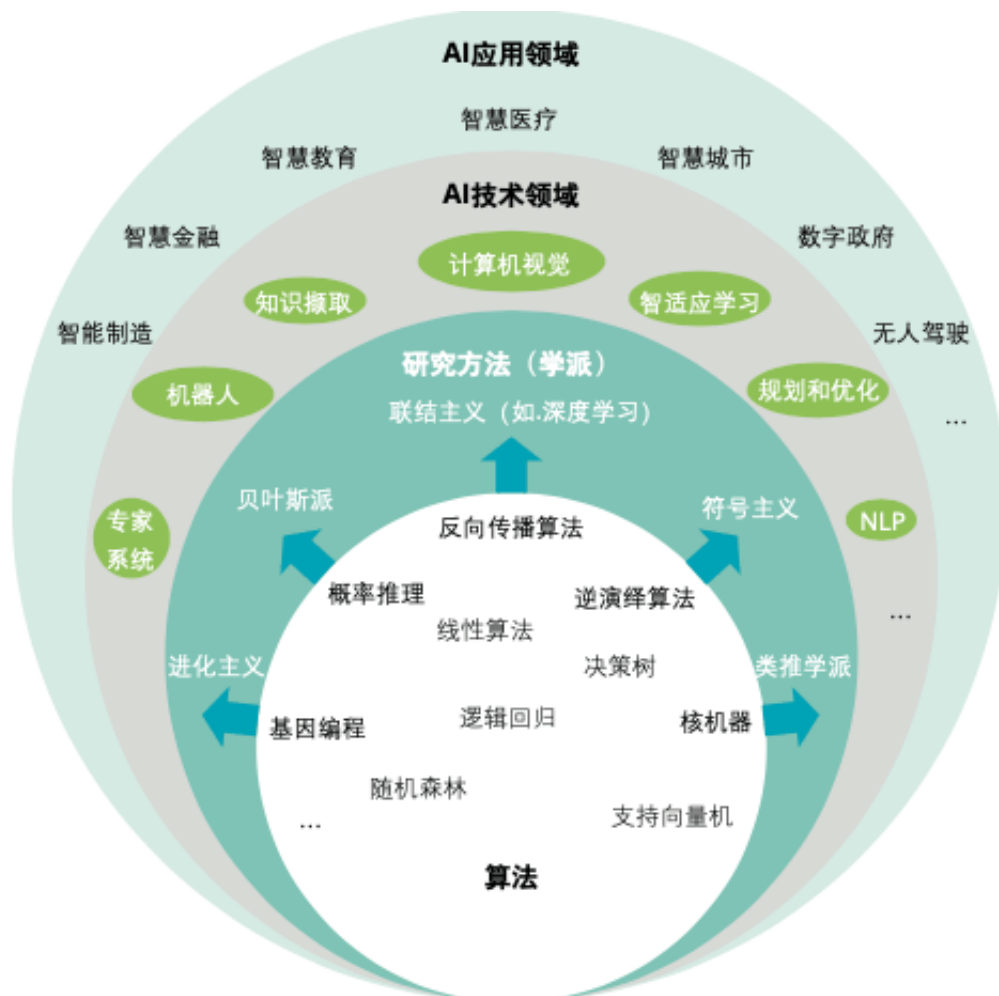 AI应用领域
智慧医疗
智慧教育
智慧城市
AI技术领域
智慧金融
数字政府
计算机视觉
知识撷取
智适应学习
智能制造
无人驾驶
研究方法（学派）
机器人
规划和优化
联结主义（如.深度学习）
...
贝叶斯派
符号主义
专家
系统
NLP
反向传播算法
概率推理
逆演绎算法
...
线性算法
进化主义
决策树
类推学派
基因编程
逻辑回归
核机器
随机森林
...
支持向量机
算法